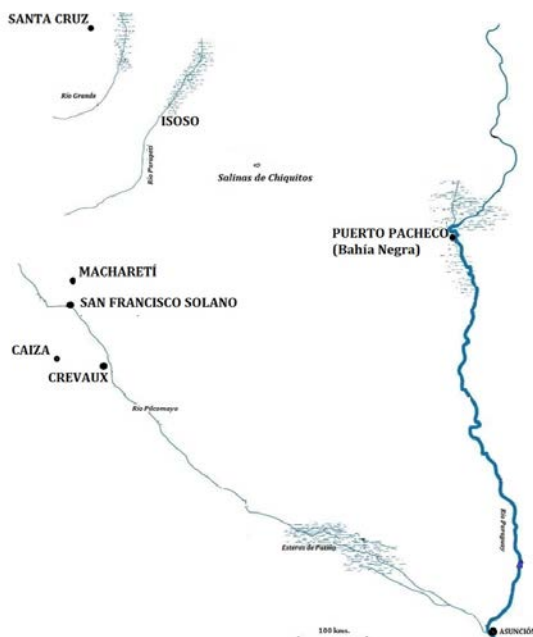 SANTA CRUZ
Río Grande
ISOSO
Río Parapetí
Salinas de Chiquitos
PUERTO PACHECO
(Bahía Negra)
MACHARETÍ
SAN FRANCISCO SOLANO
CAIZA
CREVAUX
Río Pilcomayo
Río Paraguay
Esteros de Patiño
100 kms.
ASUNCIÓN